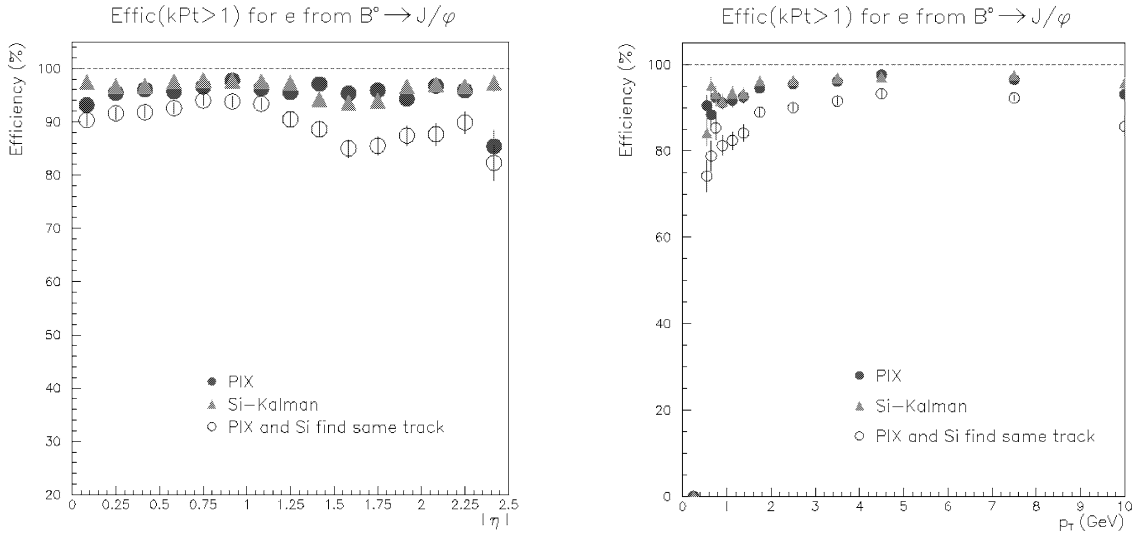 Effic(kPt>1) for e from B° → J/φ
Efficiency (%)
100
90
80
70
60
50
40
30
20
PIX
Si-Kalman
PIX and Si find same track
0 0.25 0.5 0.75 1 1.25 1.5 1.75 2 2.25 2.5
|η|
Effic(kPt>1) for e from B° → J/φ
Efficiency (%)
100
80
60
40
20
0
PIX
Si-Kalman
PIX and Si find same track
0 1 2 3 4 5 6 7 8 9 10
pT (GeV)